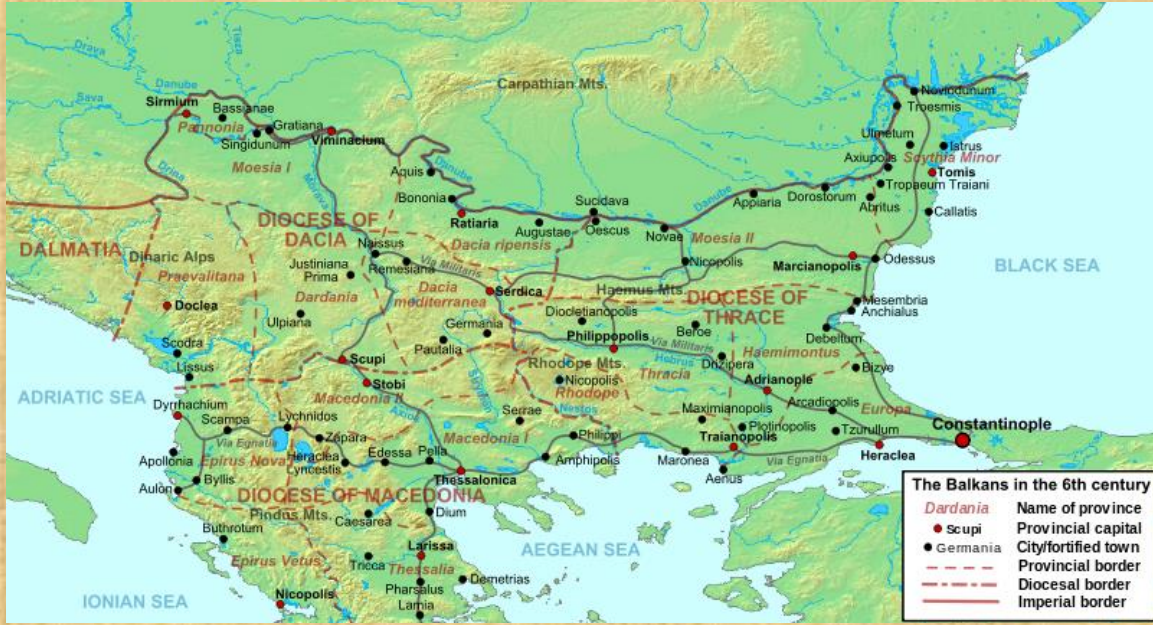 Drava
Tisza
Danube
Sava
Carpathian Mts.
Sirmium
Bassianae
Pannonia
Gratiana
Singidunum
Viminacium
Moesia I
Drina
Morava
Noviodunum
Troesmis
Ulmetum
Istrus
Axiupolis
Scythia Minor
Tomis
Tropaeum Traiani
Abritus
Callatis
Aquis
Danube
Bononia
Ratiaria
Sucidava
Augustae
Oescus
Novae
Danube
Appiaria
Dorostorum
Moesia II
DIOCESE OF
DACIA
Dacia ripensis
DALMATIA
Dinaric Alps
Praevalitana
Naissus
Remesiana
Via Militaris
Justiniana
Prima
Dacia
mediterranea
Dardania
Serdica
Nicopolis
Marcianopolis
Odessus
BLACK SEA
Haemus Mts.
Doclea
Ulpiana
Germania
Pautalia
Diocletianopolis
DIOCESE OF
THRACE
Mesembria
Anchialus
Beroe
Debeltum
Philippopolis
Via Militaris
Haemimontus
Scodra
Lissus
Scupi
Stobi
Macedonia II
Rhodope Mts.
Hebrus
Thracia
Drizipera
Bizye
Nicopolis
Rhodope
Adrianople
ADRIATIC SEA
Dyrrhachium
Scampa
Lychnidos
Axios
Strymon
Nestos
Serrae
Maximianopolis
Arcadiopolis
Europa
Plotinopolis
Tzurullum
Constantinople
Via Egnatia
Zapara
Macedonia I
Philippi
Traianopolis
Heraclea
Apollonia
Epirus Nova
Heraclea
Lyncestis
Edessa
Pella
Thessalonica
Amphipolis
Maronea
Aenus
Via Egnatia
Byllis
Aulon
DIOCESE OF MACEDONIA
Pindus Mts.
Caesarea
Dium
Buthrotum
Larissa
AEGEAN SEA
Epirus Vetus
Tricca
Thessalia
Demetrias
Pharsalus
Nicopolis
IONIAN SEA
Lamia
The Balkans in the 6th century
Dardania Name of province
Scupi Provincial capital
Germania City/fortified town
Provincial border
Diocesal border
Imperial border